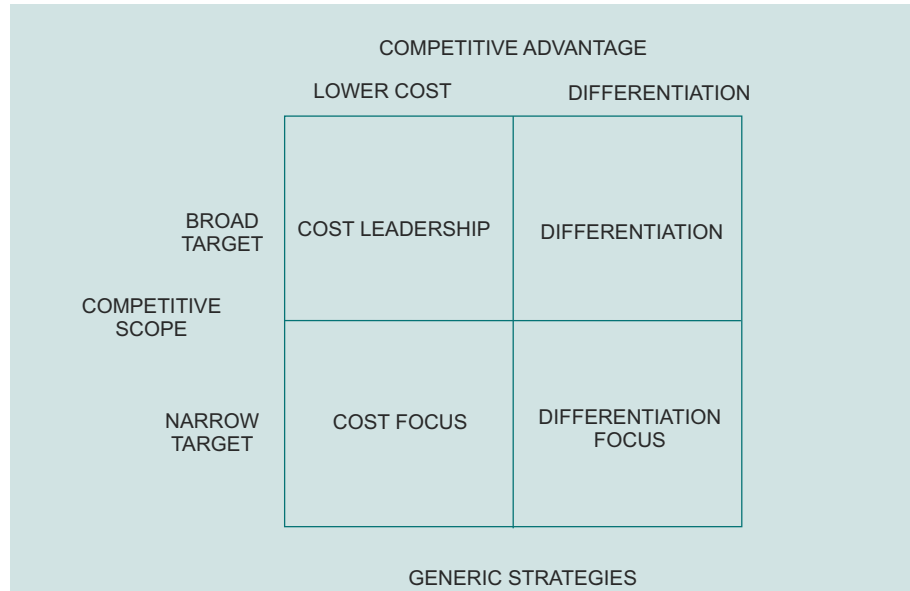 COMPETITIVE ADVANTAGE
LOWER COST DIFFERENTIATION
BROAD
TARGET
COST LEADERSHIP
DIFFERENTIATION
COMPETITIVE
SCOPE
NARROW
TARGET
COST FOCUS
DIFFERENTIATION
FOCUS
GENERIC STRATEGIES